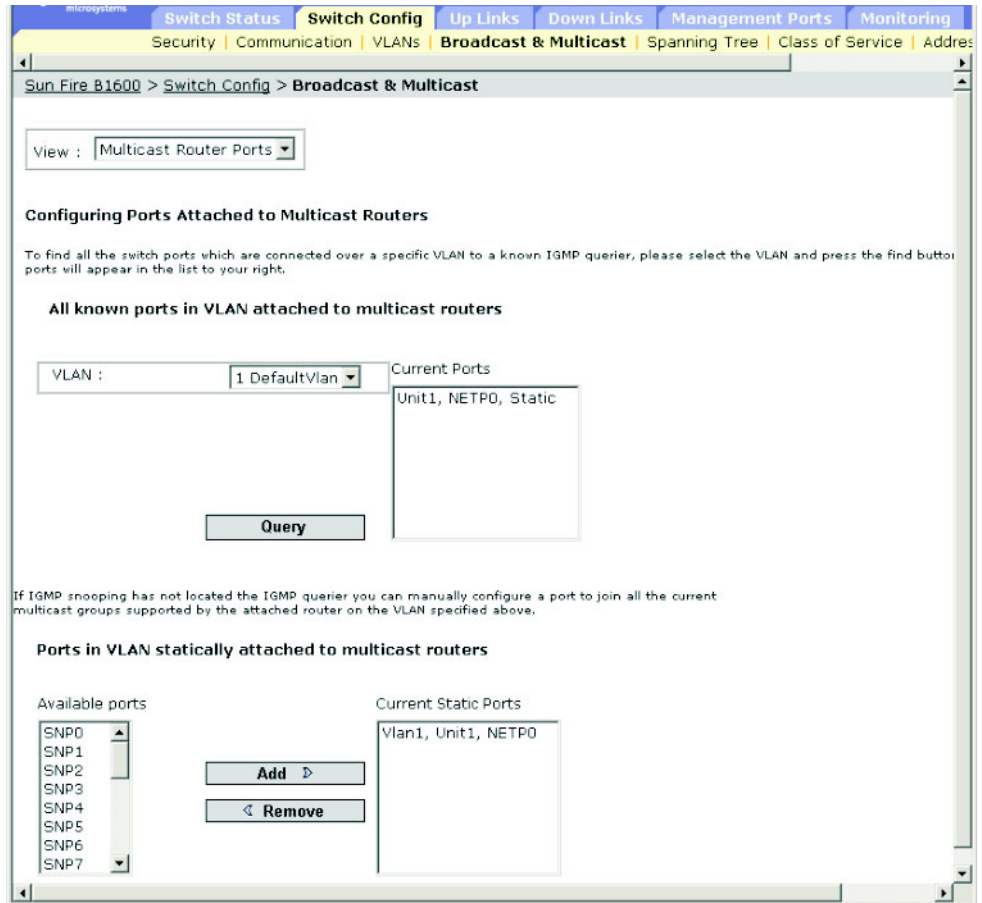 microsystems
Switch Status Switch Config Up Links Down Links Management Ports Monitoring
Security | Communication | VLANs | Broadcast & Multicast | Spanning Tree | Class of Service | Addres
Sun Fire B1600 > Switch Config > Broadcast & Multicast
View : Multicast Router Ports
Configuring Ports Attached to Multicast Routers
To find all the switch ports which are connected over a specific VLAN to a known IGMP querier, please select the VLAN and press the find button
ports will appear in the list to your right.
All known ports in VLAN attached to multicast routers
VLAN : 1 DefaultVlan
Current Ports
Unit1, NETP0, Static
Query
If IGMP snooping has not located the IGMP querier you can manually configure a port to join all the current
multicast groups supported by the attached router on the VLAN specified above.
Ports in VLAN statically attached to multicast routers
Available ports
SNP0
SNP1
SNP2
SNP3
SNP4
SNP5
SNP6
SNP7
Add
Remove
Current Static Ports
Vlan1, Unit1, NETP0